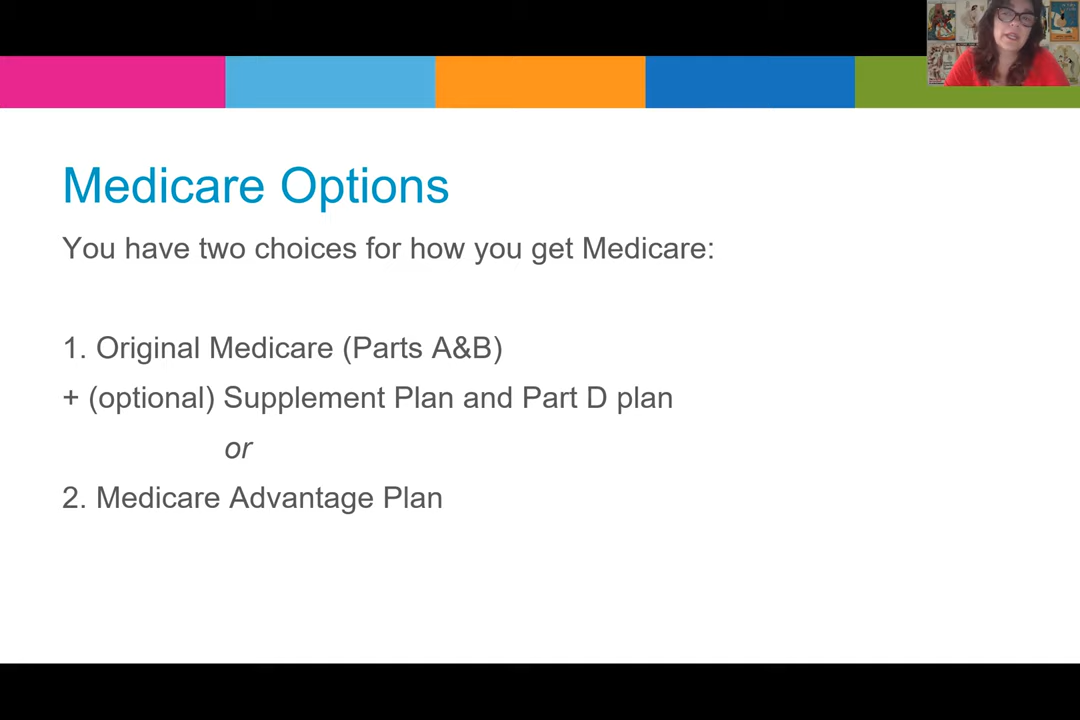 Medicare Options
You have two choices for how you get Medicare:
1. Original Medicare (Parts A&B)
+ (optional) Supplement Plan and Part D plan
or
2. Medicare Advantage Plan